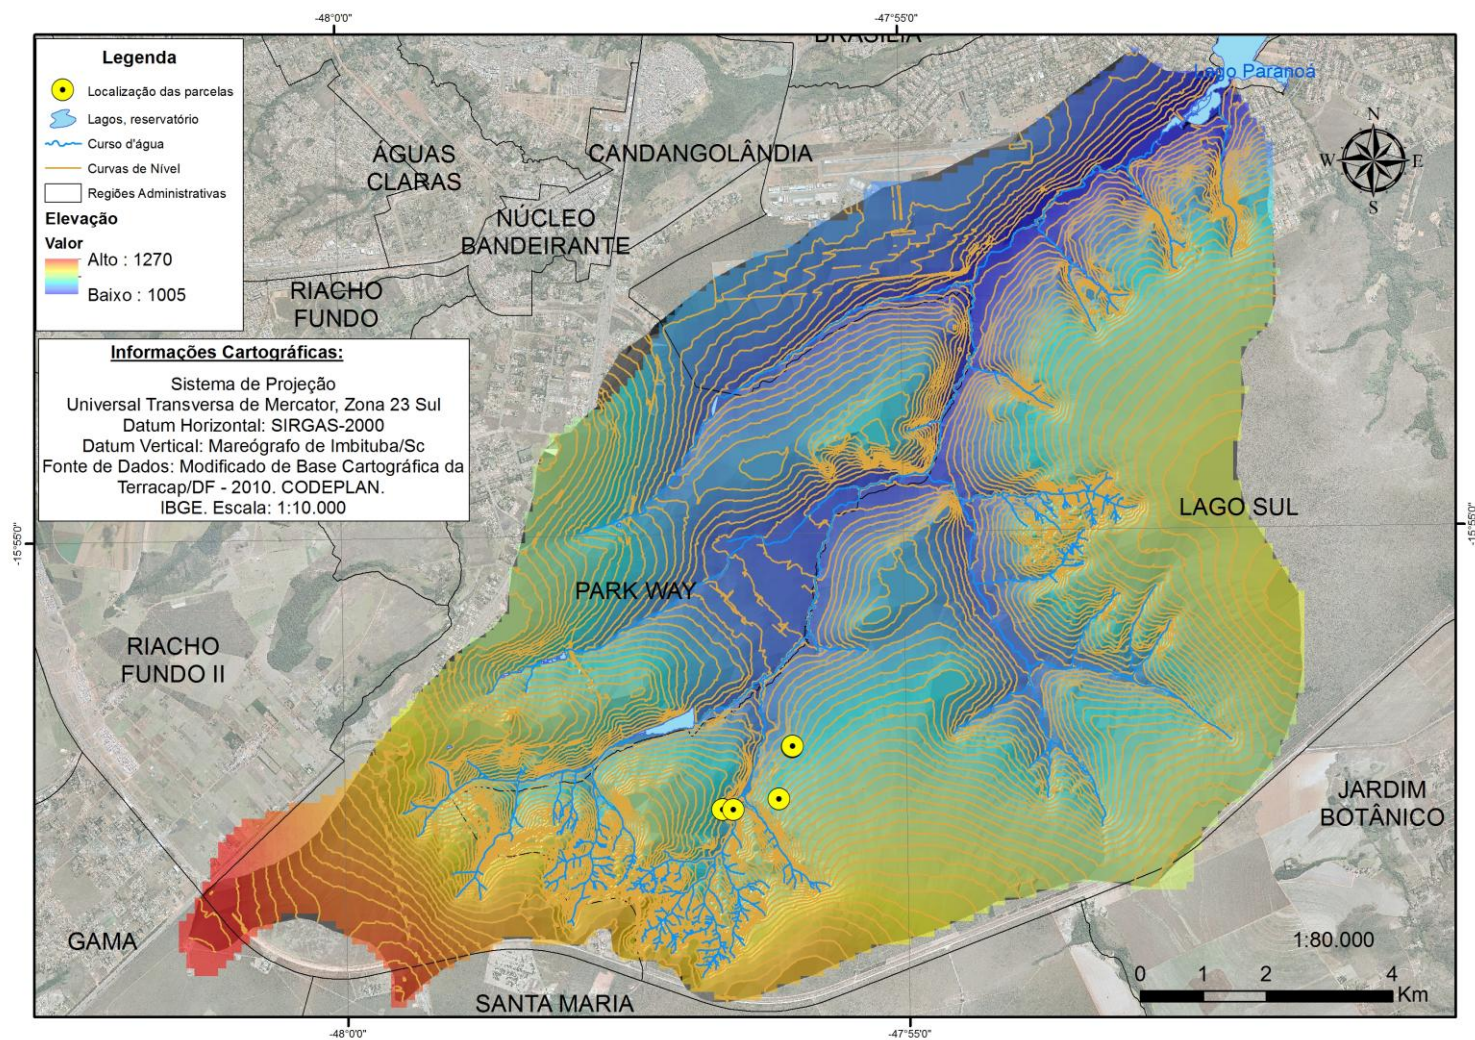 -48°0'0"
-47°55'0"
BRASÍLIA
Legenda
Localização das parcelas
Lagos, reservatório
Curso d'água
Curvas de Nível
Regiões Administrativas
Elevação
Valor
Alto : 1270
Baixo : 1005
Lago Paranoá
N
W
E
S
ÁGUAS
CLARAS
CANDANGOLÂNDIA
NÚCLEO
BANDEIRANTE
RIACHO
FUNDO
Informações Cartográficas:
Sistema de Projeção
Universal Transversa de Mercator, Zona 23 Sul
Datum Horizontal: SIRGAS-2000
Datum Vertical: Mareógrafo de Imbituba/Sc
Fonte de Dados: Modificado de Base Cartográfica da
Terracap/DF - 2010. CODEPLAN.
IBGE. Escala: 1:10.000
LAGO SUL
-15°55'0"
-15°55'0"
PARK WAY
RIACHO
FUNDO II
JARDIM
BOTÂNICO
GAMA
SANTA MARIA
1:80.000
0 1 2 4
Km
-48°0'0"
-47°55'0"